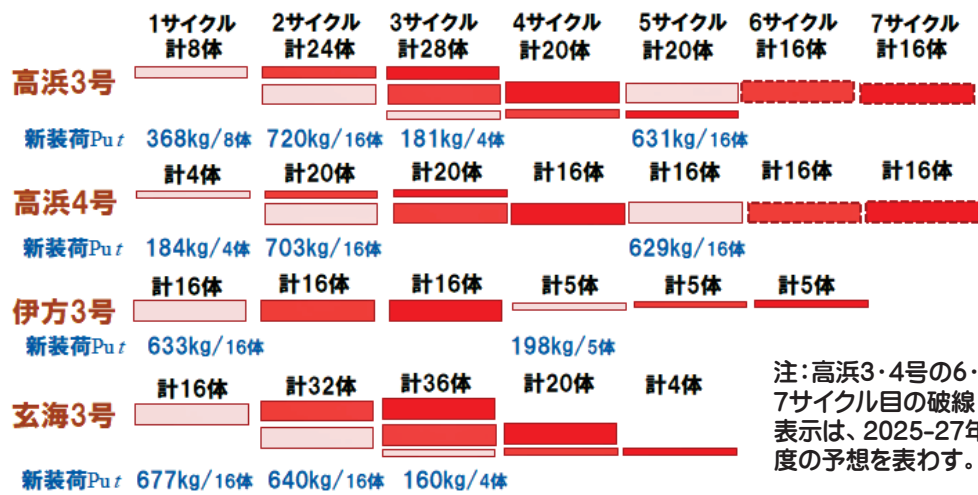 1サイクル 2サイクル 3サイクル 4サイクル 5サイクル 6サイクル 7サイクル
計8体 計24体 計28体 計20体 計20体 計16体 計16体
高浜3号
新装荷Put 368kg/8体 720kg/16体 181kg/4体 631kg/16体
計4体 計20体 計20体 計16体 計16体 計16体 計16体
高浜4号
新装荷Put 184kg/4体 703kg/16体 629kg/16体
計16体 計16体 計16体 計5体 計5体 計5体
伊方3号
新装荷Put 633kg/16体 198kg/5体
計16体 計32体 計36体 計20体 計4体
玄海3号
新装荷Put 677kg/16体 640kg/16体 160kg/4体
注:高浜3・4号の6・
7サイクル目の破線
表示は、2025-27年
度の予想を表わす。